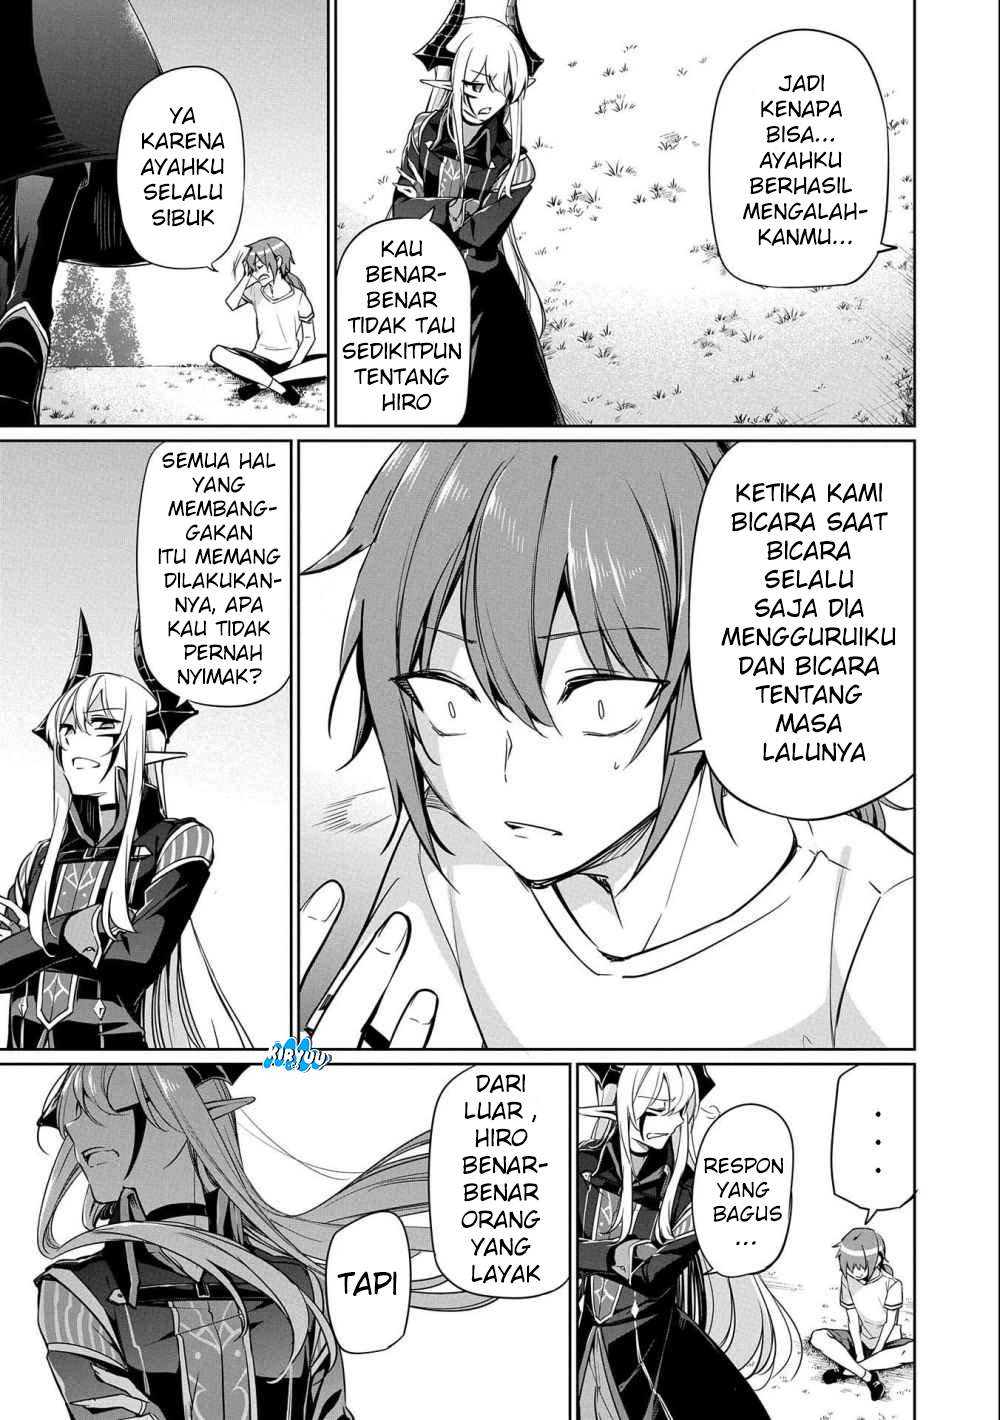 JADI
KENAPA
BISA...
AYAHKU
BERHASIL
MENGALAH-
KANMU...
KAU
BENAR-
BENAR
TIDAK TAU
SEDIKITPUN
TENTANG
HIRO
YA
KARENA
AYAHKU
SELALU
SIBUK
KETIKA KAMI
BICARA SAAT
BICARA
SELALU
SAJA DIA
MENGGURUIKU
DAN BICARA
TENTANG
MASA
LALUNYA
SEMUA HAL
YANG
MEMBANG-
GAKAN
ITU MEMANG
DILAKUKAN-
NYA, APA
KAU TIDAK
PERNAH
NYIMAK?
...
RESPON
YANG
BAGUS
...
DARI
LUAR ,
HIRO
BENAR-
BENAR
ORANG
YANG
LAYAK
TAPI
KIRYUU